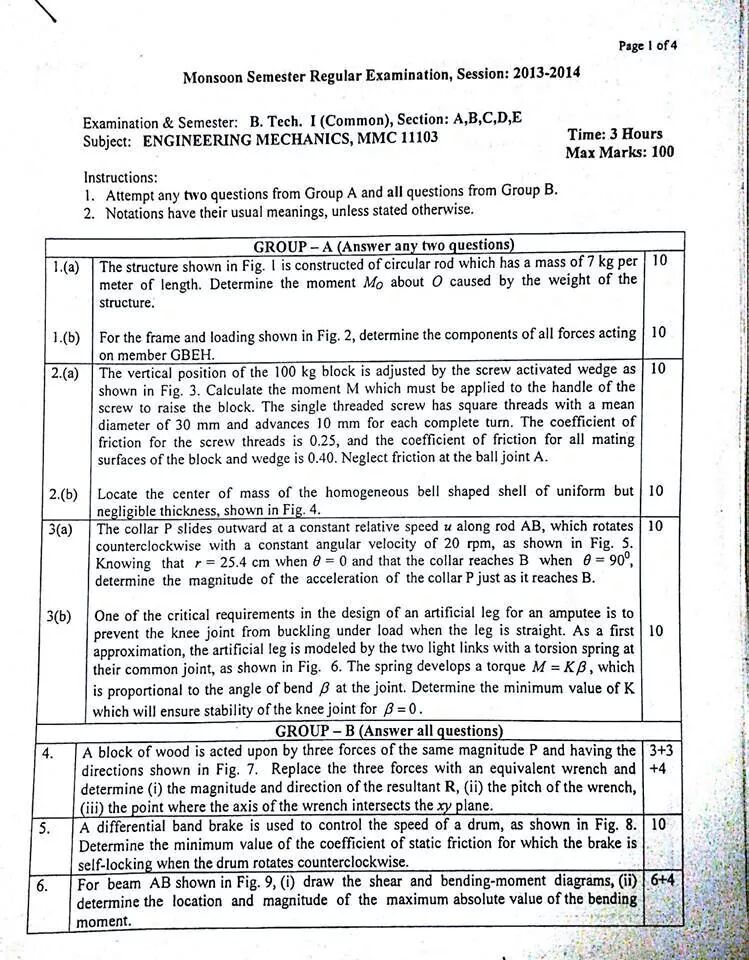 Page 1 of 4
Monsoon Semester Regular Examination, Session: 2013-2014
Examination & Semester: B. Tech. I (Common), Section: A,B,C,D,E
Subject: ENGINEERING MECHANICS, MMC 11103
Time: 3 Hours
Max Marks: 100
Instructions:
1. Attempt any two questions from Group A and all questions from Group B.
2. Notations have their usual meanings, unless stated otherwise.
GROUP – A (Answer any two questions)
1.(a) The structure shown in Fig. 1 is constructed of circular rod which has a mass of 7 kg per 10
meter of length. Determine the moment M_O about O caused by the weight of the
structure.
1.(b) For the frame and loading shown in Fig. 2, determine the components of all forces acting 10
on member GBEH.
2.(a) The vertical position of the 100 kg block is adjusted by the screw activated wedge as 10
shown in Fig. 3. Calculate the moment M which must be applied to the handle of the
screw to raise the block. The single threaded screw has square threads with a mean
diameter of 30 mm and advances 10 mm for each complete turn. The coefficient of
friction for the screw threads is 0.25, and the coefficient of friction for all mating
surfaces of the block and wedge is 0.40. Neglect friction at the ball joint A.
2.(b) Locate the center of mass of the homogeneous bell shaped shell of uniform but 10
negligible thickness, shown in Fig. 4.
3(a) The collar P slides outward at a constant relative speed u along rod AB, which rotates 10
counterclockwise with a constant angular velocity of 20 rpm, as shown in Fig. 5.
Knowing that r = 25.4 cm when θ = 0 and that the collar reaches B when θ = 90⁰,
determine the magnitude of the acceleration of the collar P just as it reaches B.
3(b) One of the critical requirements in the design of an artificial leg for an amputee is to
prevent the knee joint from buckling under load when the leg is straight. As a first 10
approximation, the artificial leg is modeled by the two light links with a torsion spring at
their common joint, as shown in Fig. 6. The spring develops a torque M = Kβ, which
is proportional to the angle of bend β at the joint. Determine the minimum value of K
which will ensure stability of the knee joint for β = 0.
GROUP – B (Answer all questions)
4. A block of wood is acted upon by three forces of the same magnitude P and having the 3+3
directions shown in Fig. 7. Replace the three forces with an equivalent wrench and +4
determine (i) the magnitude and direction of the resultant R, (ii) the pitch of the wrench,
(iii) the point where the axis of the wrench intersects the xy plane.
5. A differential band brake is used to control the speed of a drum, as shown in Fig. 8. 10
Determine the minimum value of the coefficient of static friction for which the brake is
self-locking when the drum rotates counterclockwise.
6. For beam AB shown in Fig. 9, (i) draw the shear and bending-moment diagrams, (ii) 6+4
determine the location and magnitude of the maximum absolute value of the bending
moment.